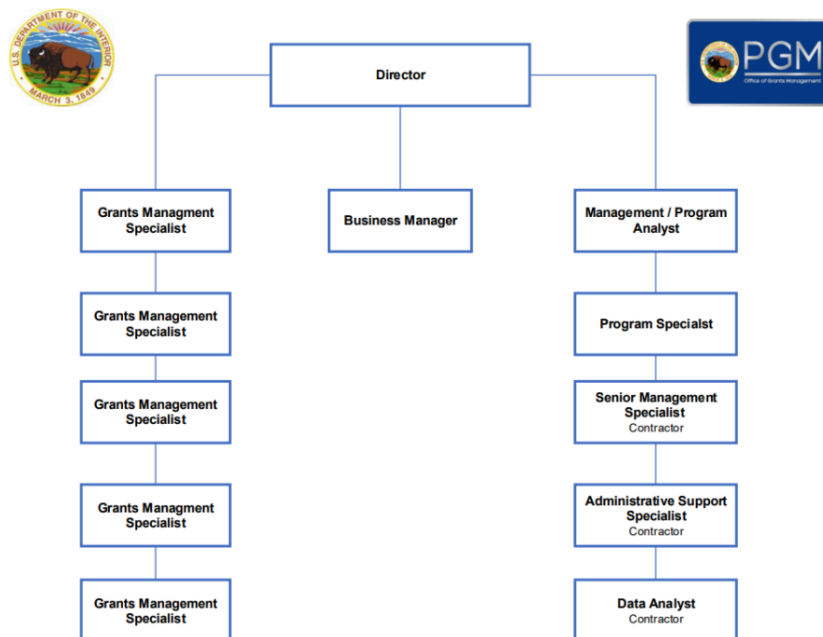 U.S. DEPARTMENT OF THE INTERIOR
MARCH 3, 1849
PGM
Office of Grants Management
Director
Grants Managment
Specialist
Business Manager
Management / Program
Analyst
Grants Management
Specialist
Program Specialst
Grants Management
Specialist
Senior Management
Specialist
Contractor
Grants Managment
Specialist
Administrative Support
Specialist
Contractor
Grants Management
Specialist
Data Analyst
Contractor